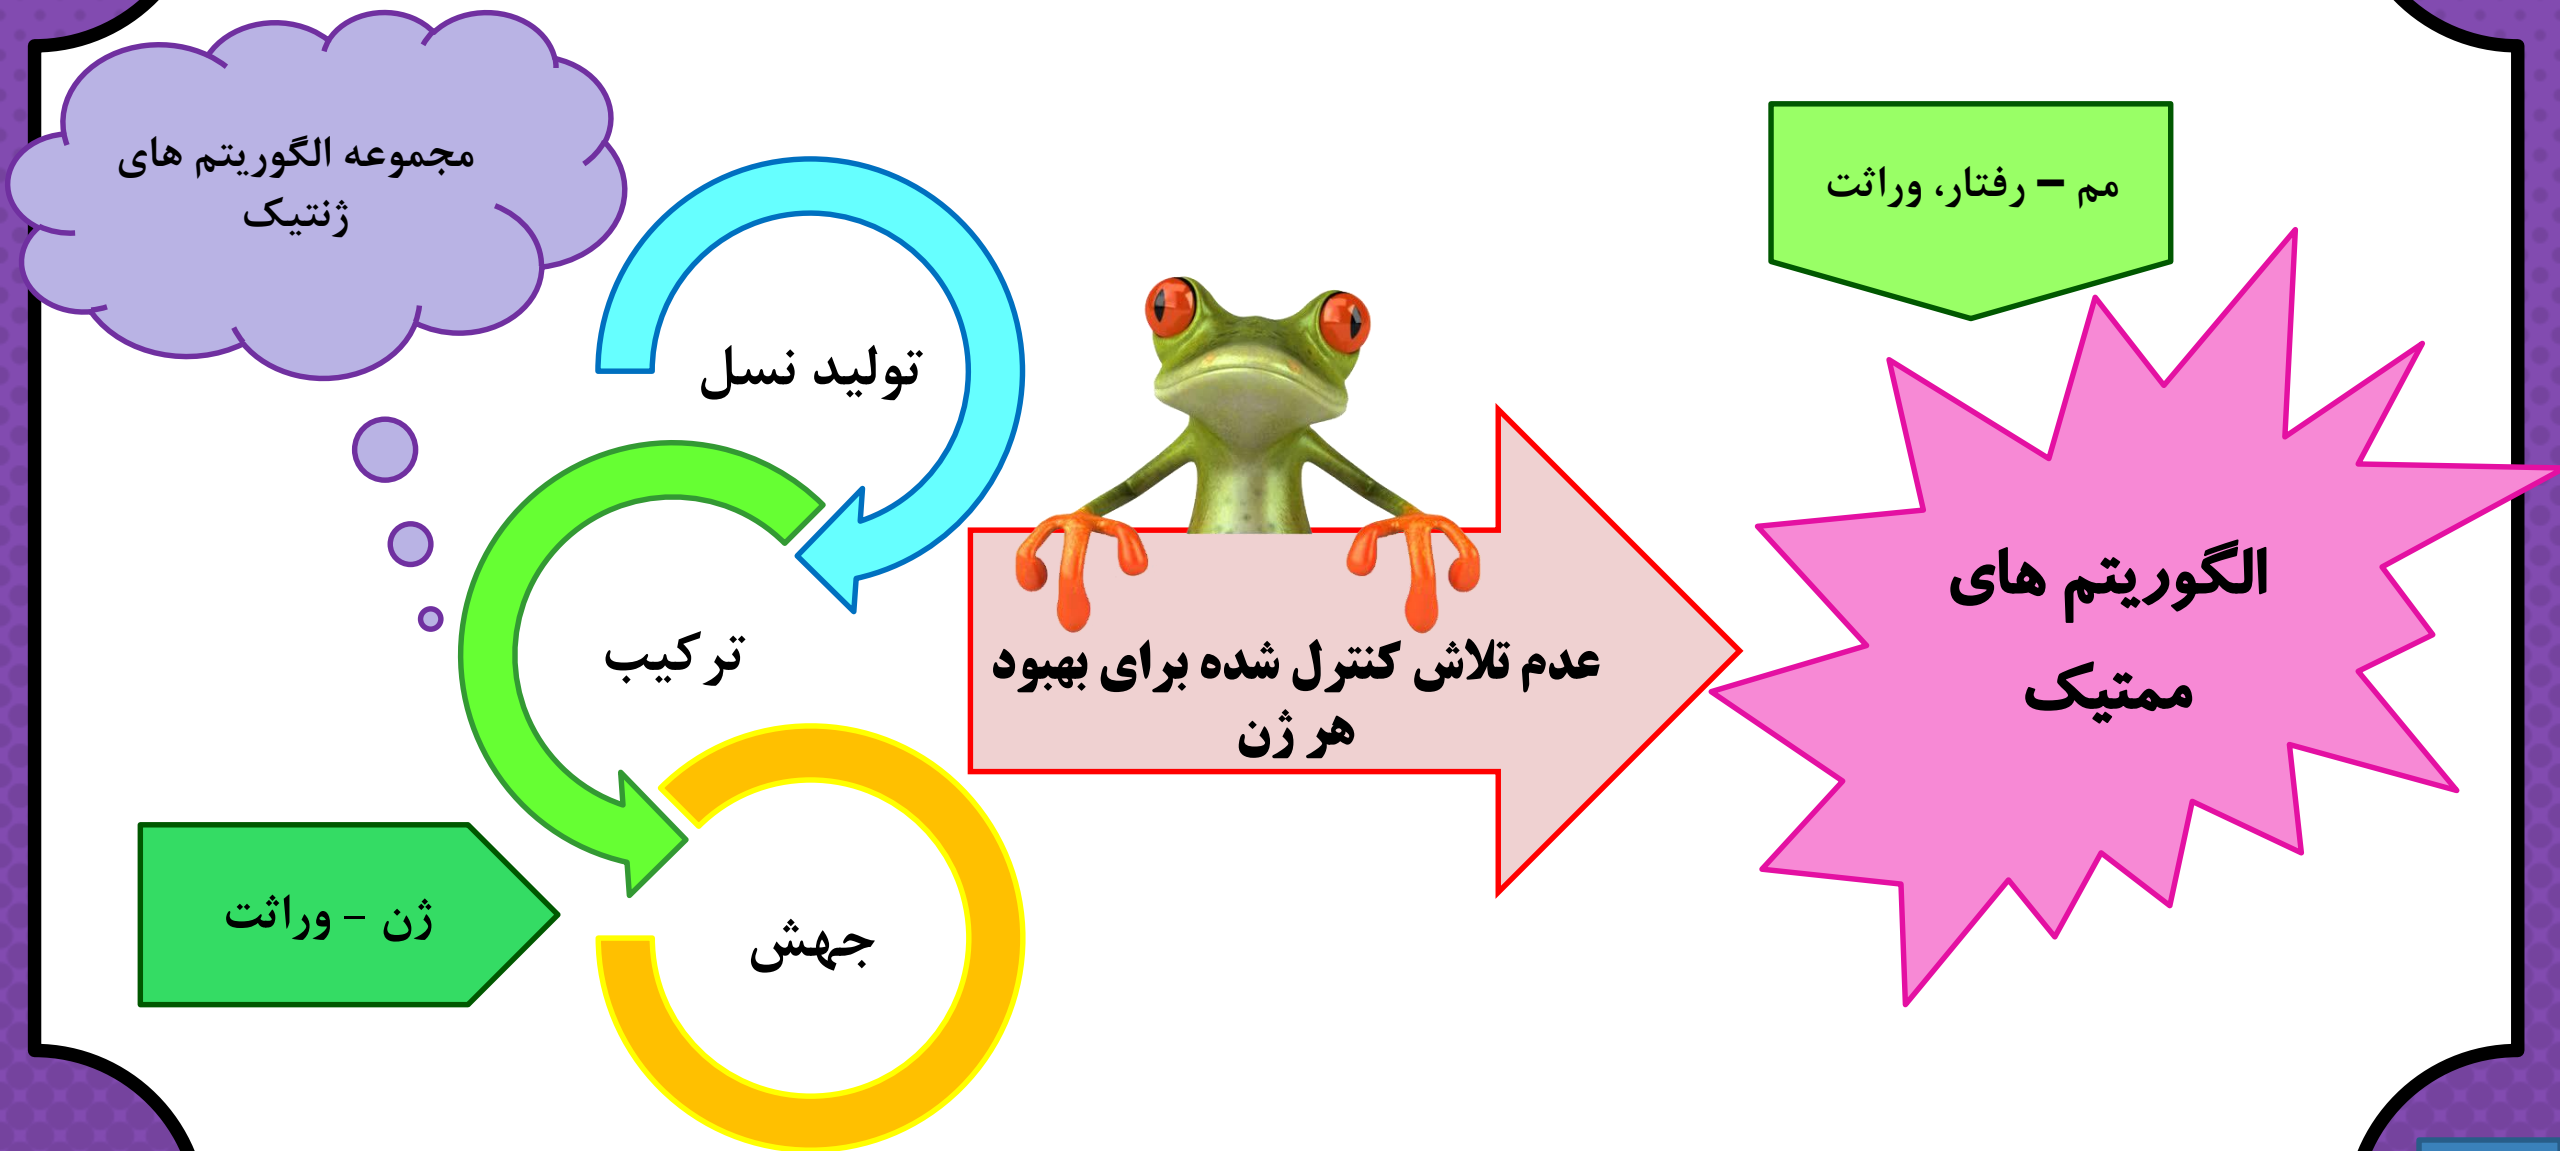 مجموعه الگوریتم های
ژنتیک
تولید نسل
ترکیب
جهش
ژن – وراثت
عدم تلاش کنترل شده برای بهبود
هر ژن
مم – رفتار، وراثت
الگوریتم های
ممتیک